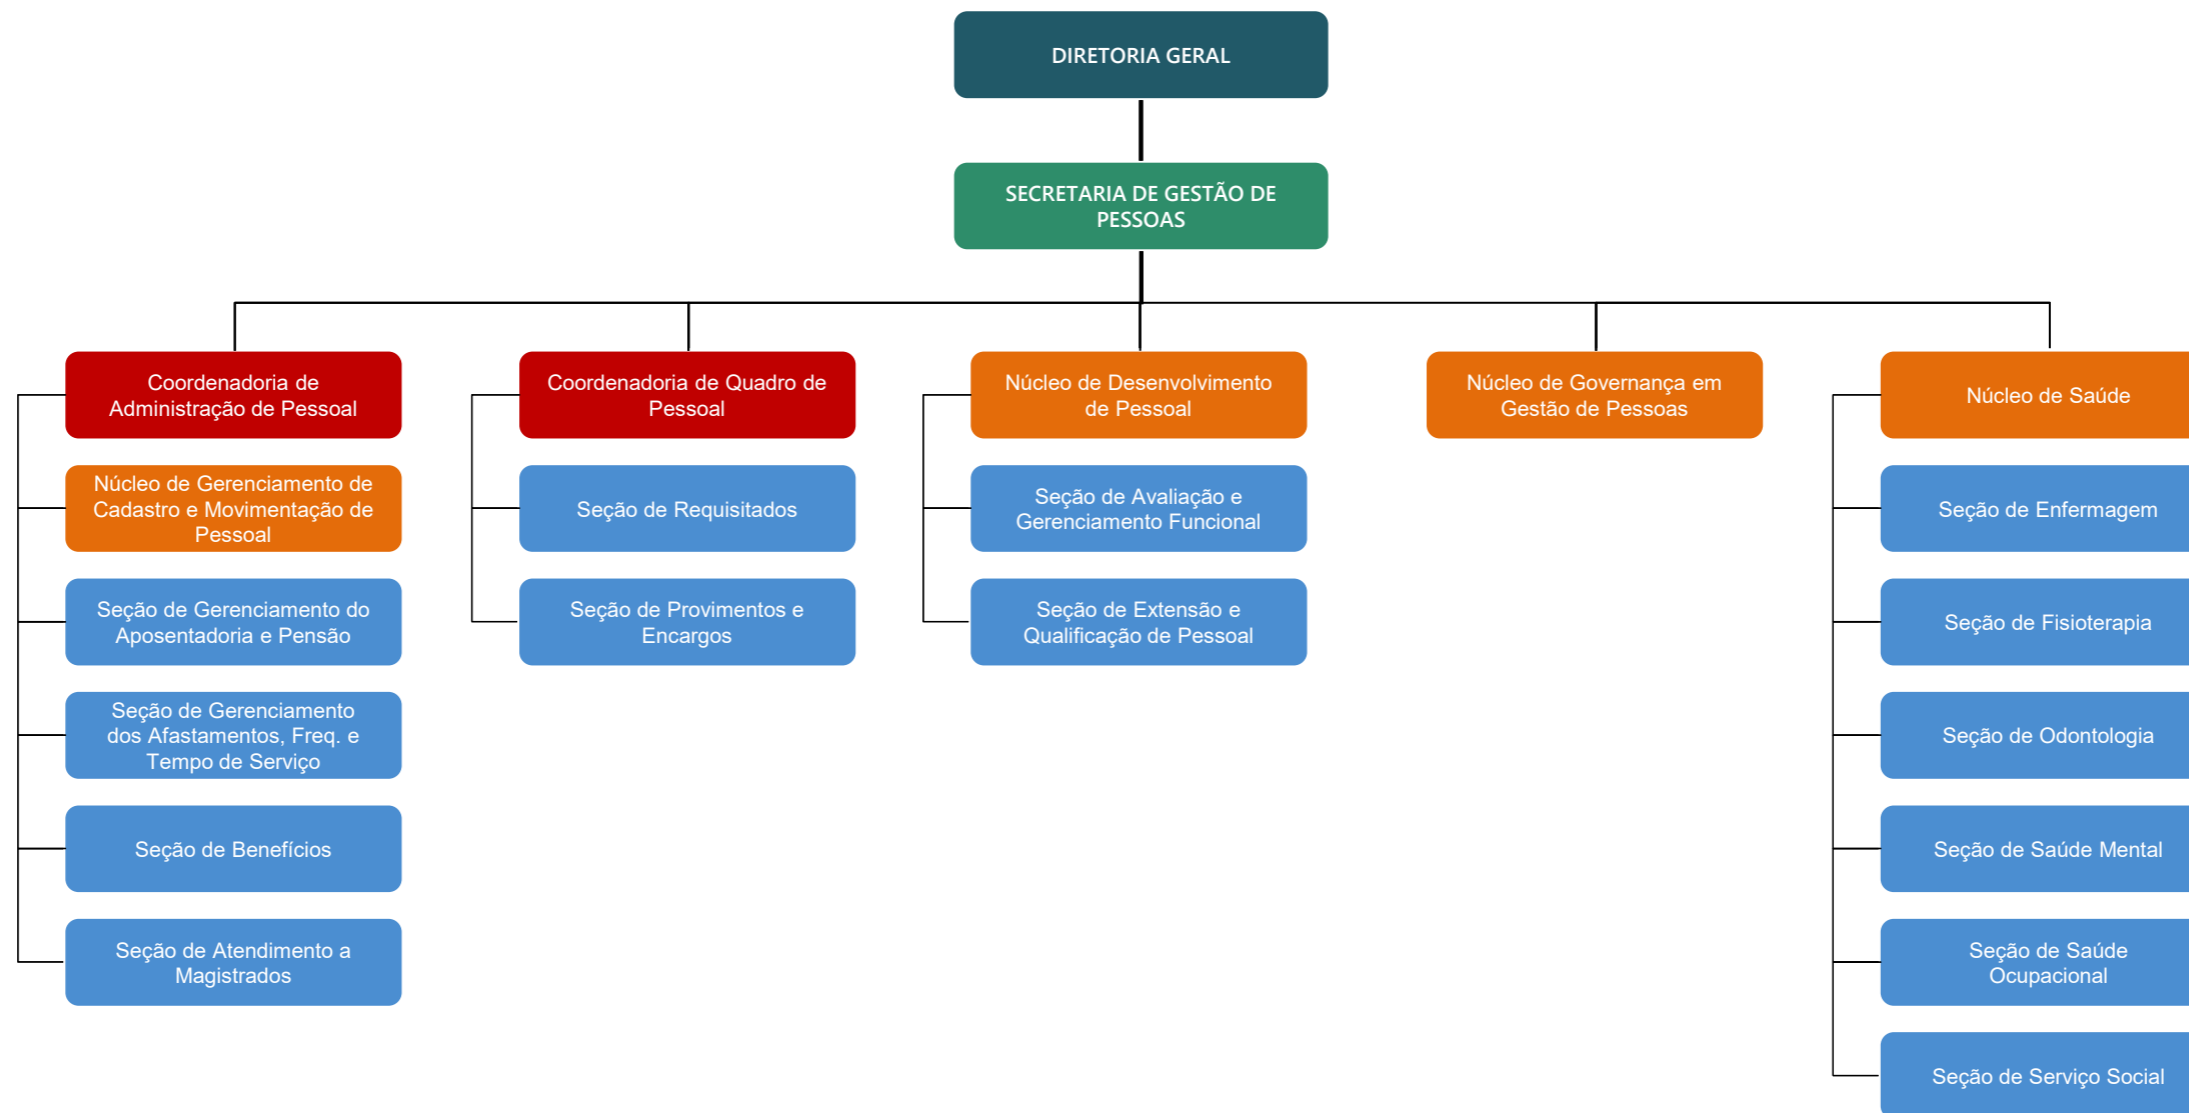 DIRETORIA GERAL
SECRETARIA DE GESTÃO DE
PESSOAS
Coordenadoria de
Administração de Pessoal
Núcleo de Gerenciamento de
Cadastro e Movimentação de
Pessoal
Seção de Gerenciamento do
Aposentadoria e Pensão
Seção de Gerenciamento
dos Afastamentos, Freq. e
Tempo de Serviço
Seção de Benefícios
Seção de Atendimento a
Magistrados
Coordenadoria de Quadro de
Pessoal
Seção de Requisitados
Seção de Provimentos e
Encargos
Núcleo de Desenvolvimento
de Pessoal
Seção de Avaliação e
Gerenciamento Funcional
Seção de Extensão e
Qualificação de Pessoal
Núcleo de Governança em
Gestão de Pessoas
Núcleo de Saúde
Seção de Enfermagem
Seção de Fisioterapia
Seção de Odontologia
Seção de Saúde Mental
Seção de Saúde
Ocupacional
Seção de Serviço Social